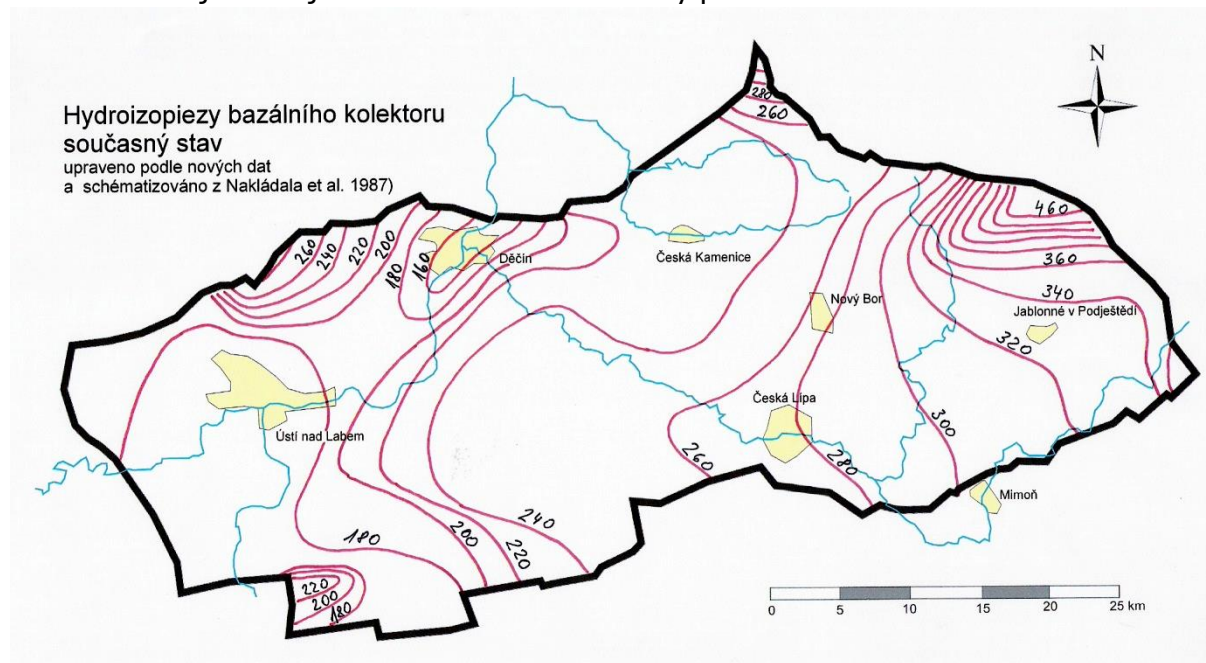 Hydroizopiezy bazálního kolektoru
současný stav
upraveno podle nových dat
a schématizováno z Nakládala et al. 1987)
N
280
260
460
260
240
220
200
180
160
Děčín
Česká Kamenice
360
340
Nový Bor
Jablonné v Podještědí
320
Česká Lípa
Ústí nad Labem
300
260
280
Mimoň
240
200
220
180
220
200
180
0 5 10 15 20 25 km